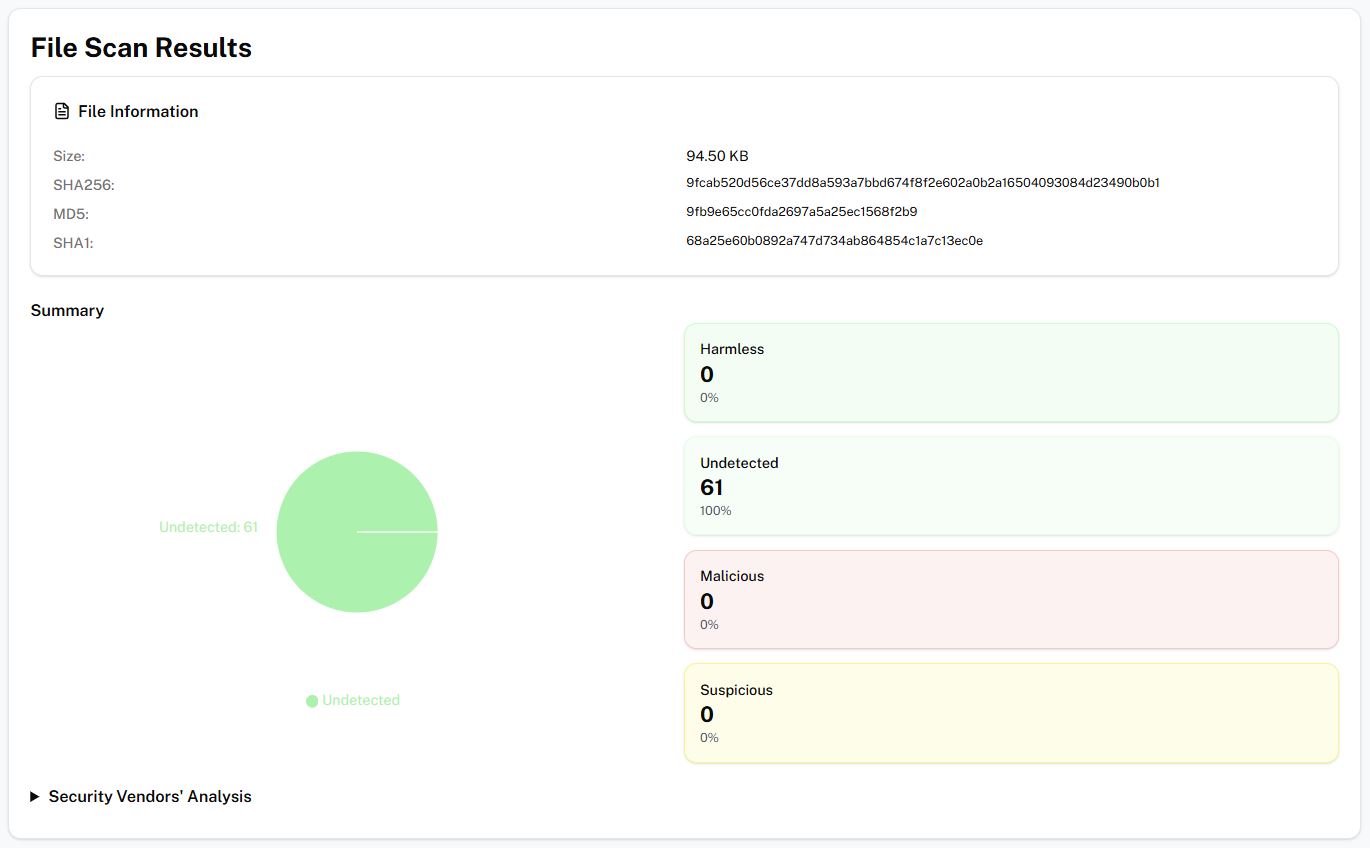 File Scan Results
File Information
Size: 94.50 KB
SHA256: 9fcab520d56ce37dd8a593a7bbd674f8f2e602a0b2a16504093084d23490b0b1
MD5: 9fb9e65cc0fda2697a5a25ec1568f2b9
SHA1: 68a25e60b0892a747d734ab864854c1a7c13ec0e
Summary
Undetected: 61
Undetected
Harmless
0
0%
Undetected
61
100%
Malicious
0
0%
Suspicious
0
0%
Security Vendors' Analysis